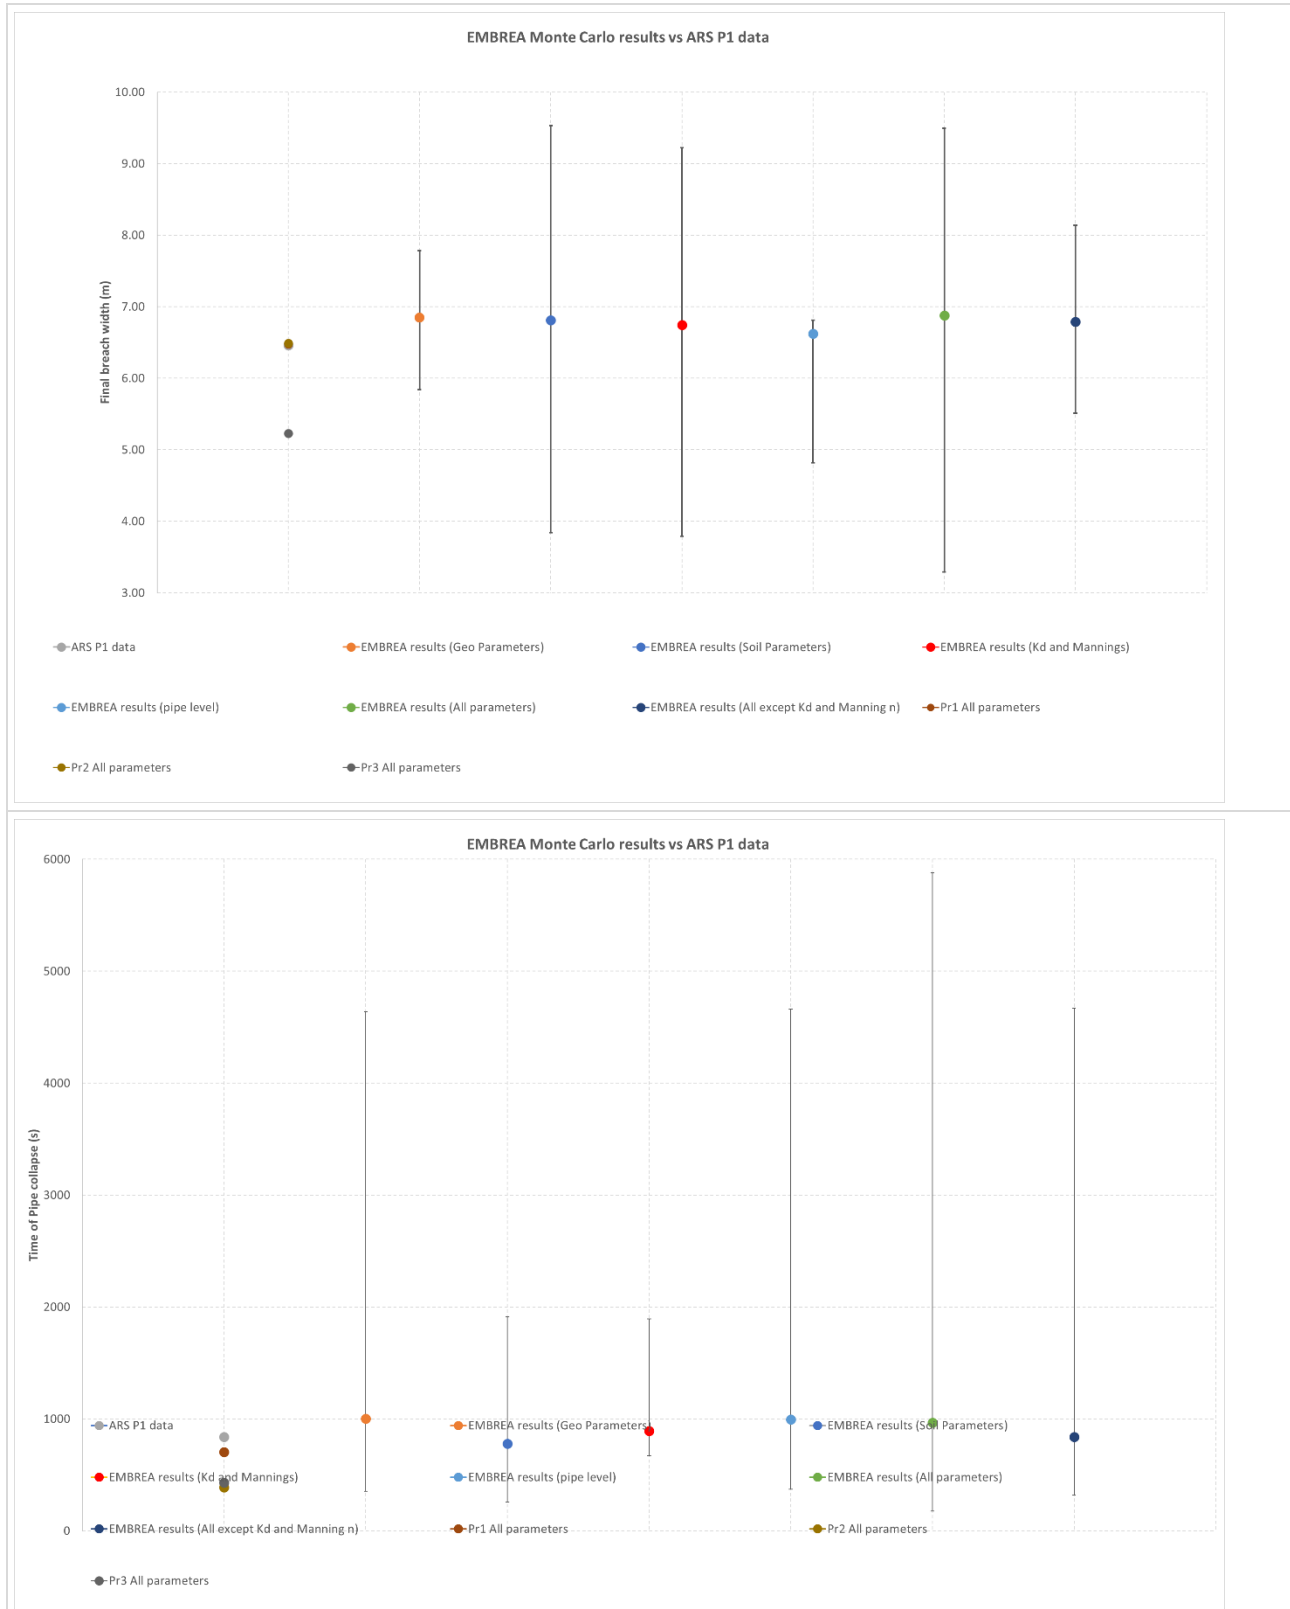 EMBREA Monte Carlo results vs ARS P1 data
10.00
9.00
8.00
7.00
6.00
5.00
4.00
3.00
Final breach width (m)
ARS P1 data
EMBREA results (Geo Parameters)
EMBREA results (Soil Parameters)
EMBREA results (Kd and Mannings)
EMBREA results (pipe level)
EMBREA results (All parameters)
EMBREA results (All except Kd and Manning n)
Pr1 All parameters
Pr2 All parameters
Pr3 All parameters
EMBREA Monte Carlo results vs ARS P1 data
6000
5000
4000
3000
2000
1000
0
Time of Pipe collapse (s)
ARS P1 data
EMBREA results (Geo Parameters)
EMBREA results (Soil Parameters)
EMBREA results (Kd and Mannings)
EMBREA results (pipe level)
EMBREA results (All parameters)
EMBREA results (All except Kd and Manning n)
Pr1 All parameters
Pr2 All parameters
Pr3 All parameters